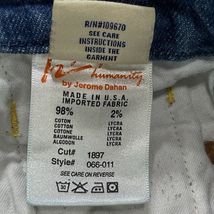 R/N#109670
SEE CARE
INSTRUCTIONS
INSIDE THE
GARMENT
humanity
by Jerome Dahan
MADE IN U.S.A.
IMPORTED FABRIC
98% 2%
COTTON LYCRA
COTON LYCRA
COTONE LYCRA
BAUMWOLLE LYCRA
ALGODON LYCRA
Cut# 1897
Style# 066-011
SEE CARE ON REVERSE